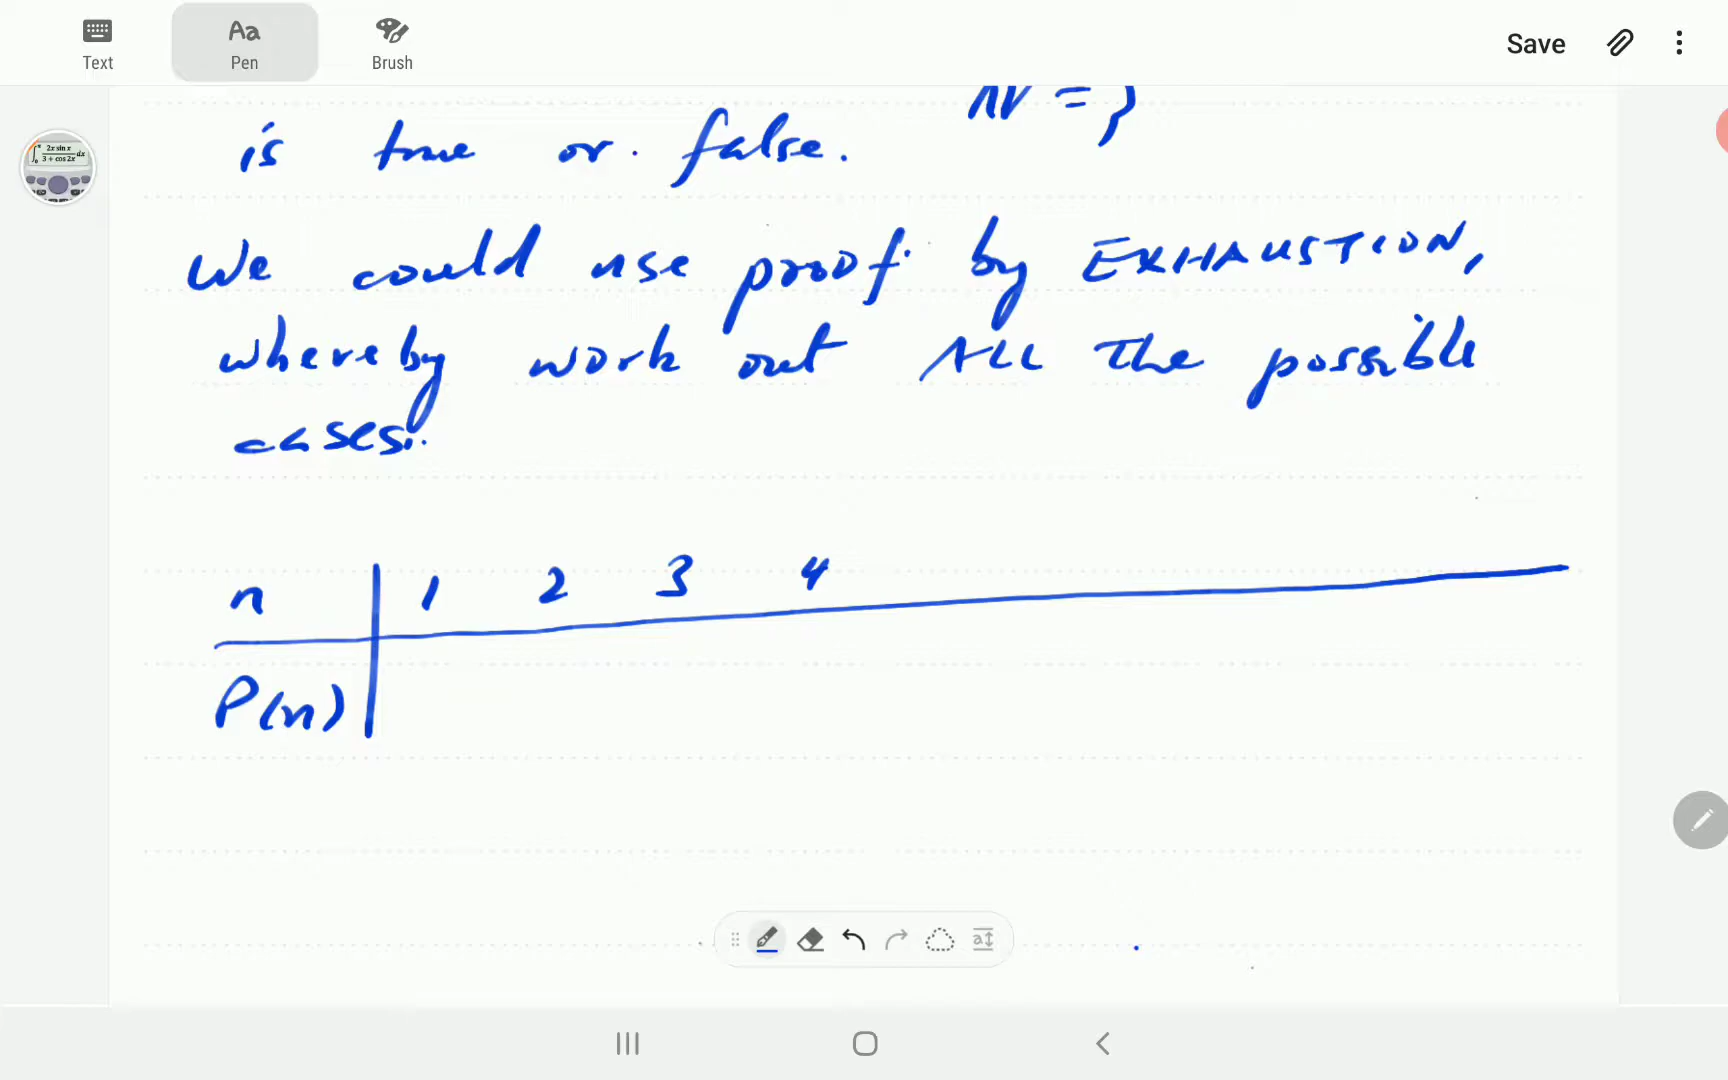 Text
Aa
Pen
Brush
Save
is true or false.
We could use proof by EXHAUSTION,
whereby work out ALL the possible
cases.
n 1 2 3 4
P(n)